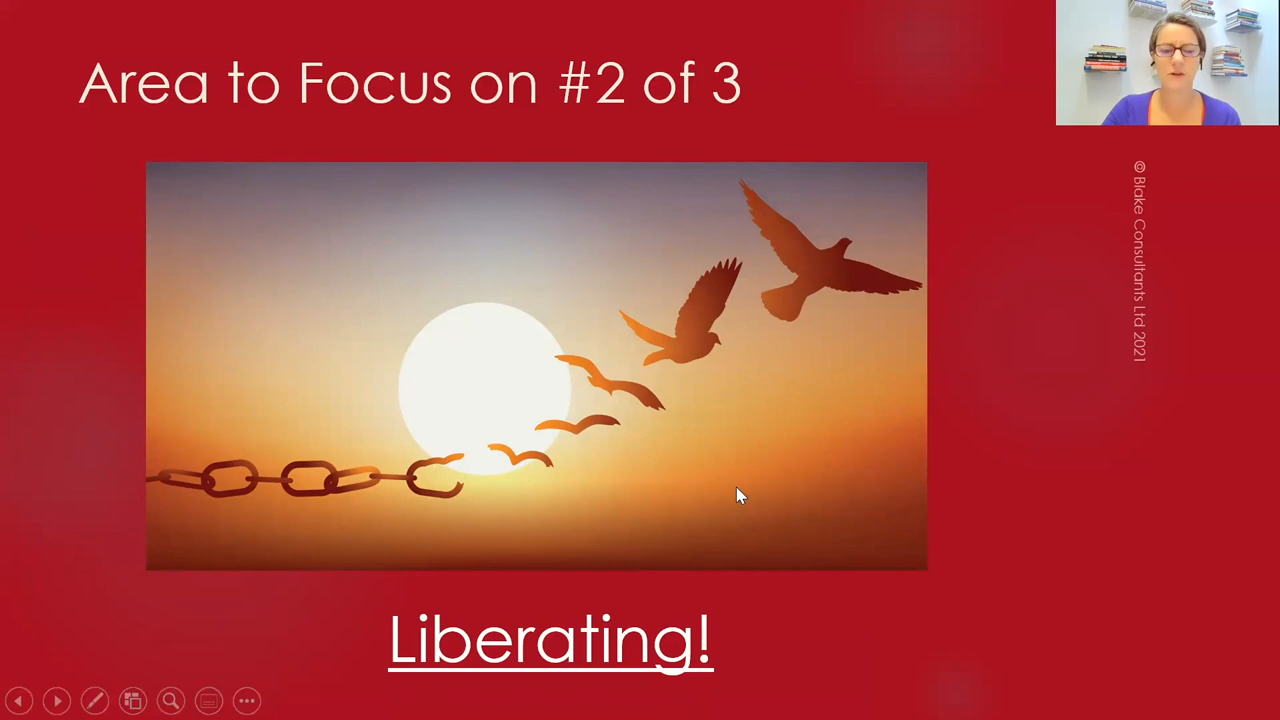 Area to Focus on #2 of 3
© Blake Consultants Ltd 2021
Liberating!